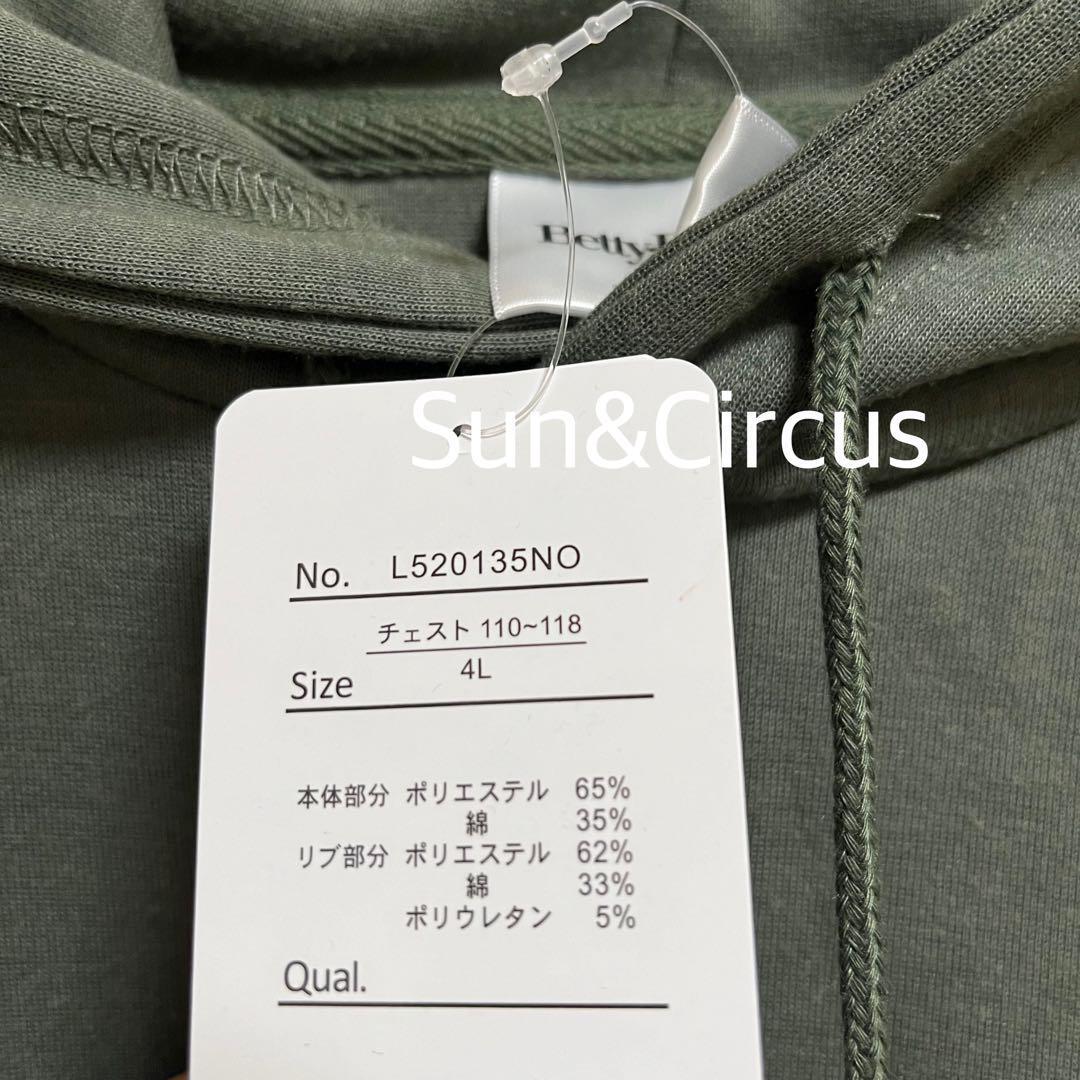 Betty
Sun&Circus
No. L520135NO
チェスト 110~118
Size 4L
本体部分 ポリエステル 65%
綿 35%
リブ部分 ポリエステル 62%
綿 33%
ポリウレタン 5%
Qual.